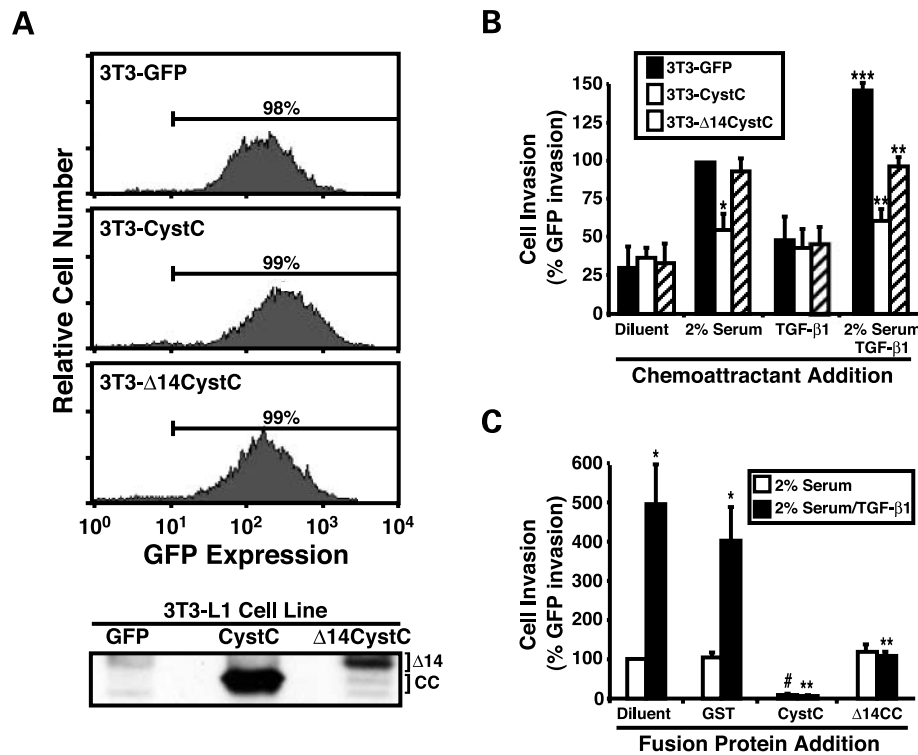 A
3T3-GFP
98%
3T3-CystC
99%
3T3-Δ14CystC
99%
Relative Cell Number
10⁰ 10¹ 10² 10³ 10⁴
GFP Expression
3T3-L1 Cell Line
GFP CystC Δ14CystC
Δ14
CC
B
3T3-GFP
3T3-CystC
3T3-Δ14CystC
Cell Invasion
(% GFP invasion)
150
125
100
75
50
25
0
*
***
**
**
Diluent 2% Serum TGF-β1 2% Serum
TGF-β1
Chemoattractant Addition
C
2% Serum
2% Serum/TGF-β1
Cell Invasion
(% GFP invasion)
600
500
400
300
200
100
0
*
*
# **
**
Diluent GST CystC Δ14CC
Fusion Protein Addition